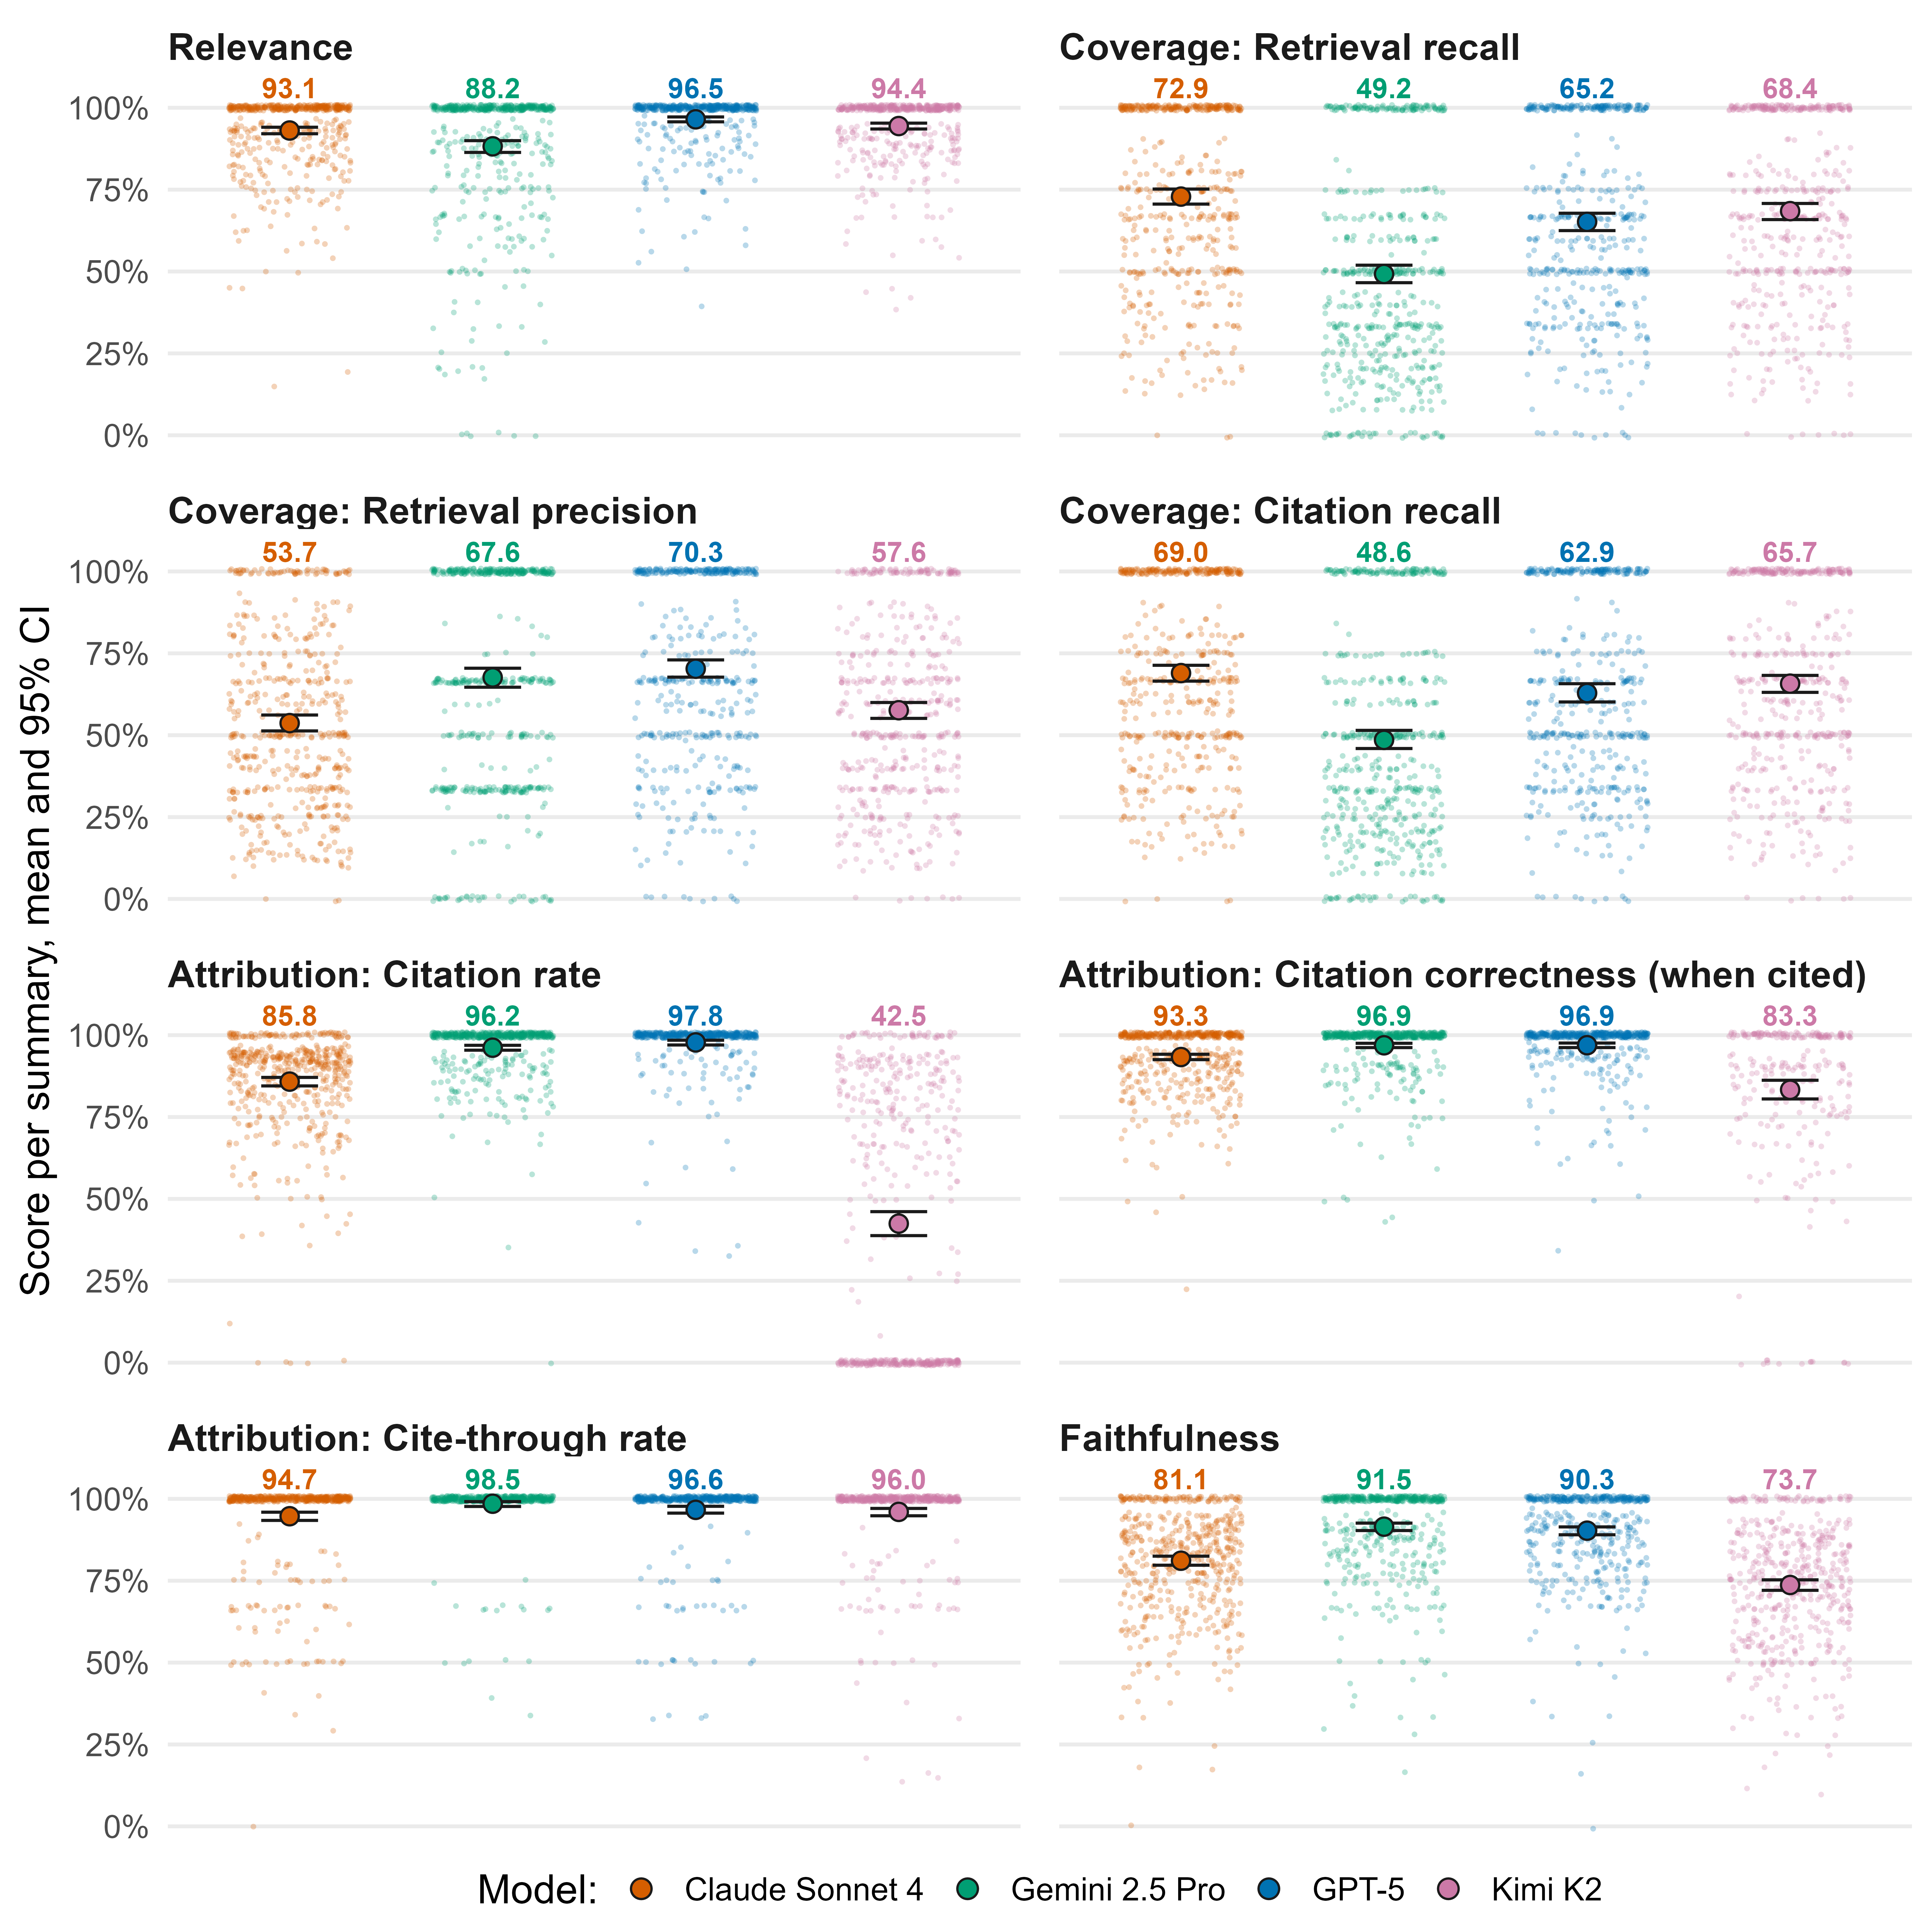 Relevance
93.1 88.2 96.5 94.4
100%
75%
50%
25%
0%
Coverage: Retrieval recall
72.9 49.2 65.2 68.4
Coverage: Retrieval precision
53.7 67.6 70.3 57.6
100%
75%
50%
25%
0%
Coverage: Citation recall
69.0 48.6 62.9 65.7
Score per summary, mean and 95% CI
Attribution: Citation rate
85.8 96.2 97.8 42.5
100%
75%
50%
25%
0%
Attribution: Citation correctness (when cited)
93.3 96.9 96.9 83.3
Attribution: Cite-through rate
94.7 98.5 96.6 96.0
100%
75%
50%
25%
0%
Faithfulness
81.1 91.5 90.3 73.7
Model: Claude Sonnet 4 Gemini 2.5 Pro GPT-5 Kimi K2